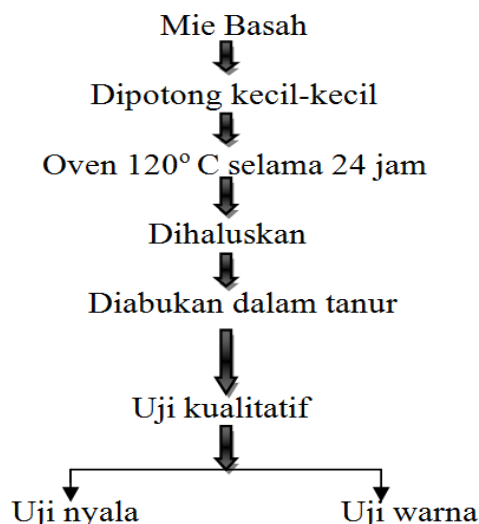 Mie Basah
Dipotong kecil-kecil
Oven 120° C selama 24 jam
Dihaluskan
Diabukan dalam tanur
Uji kualitatif
Uji nyala
Uji warna